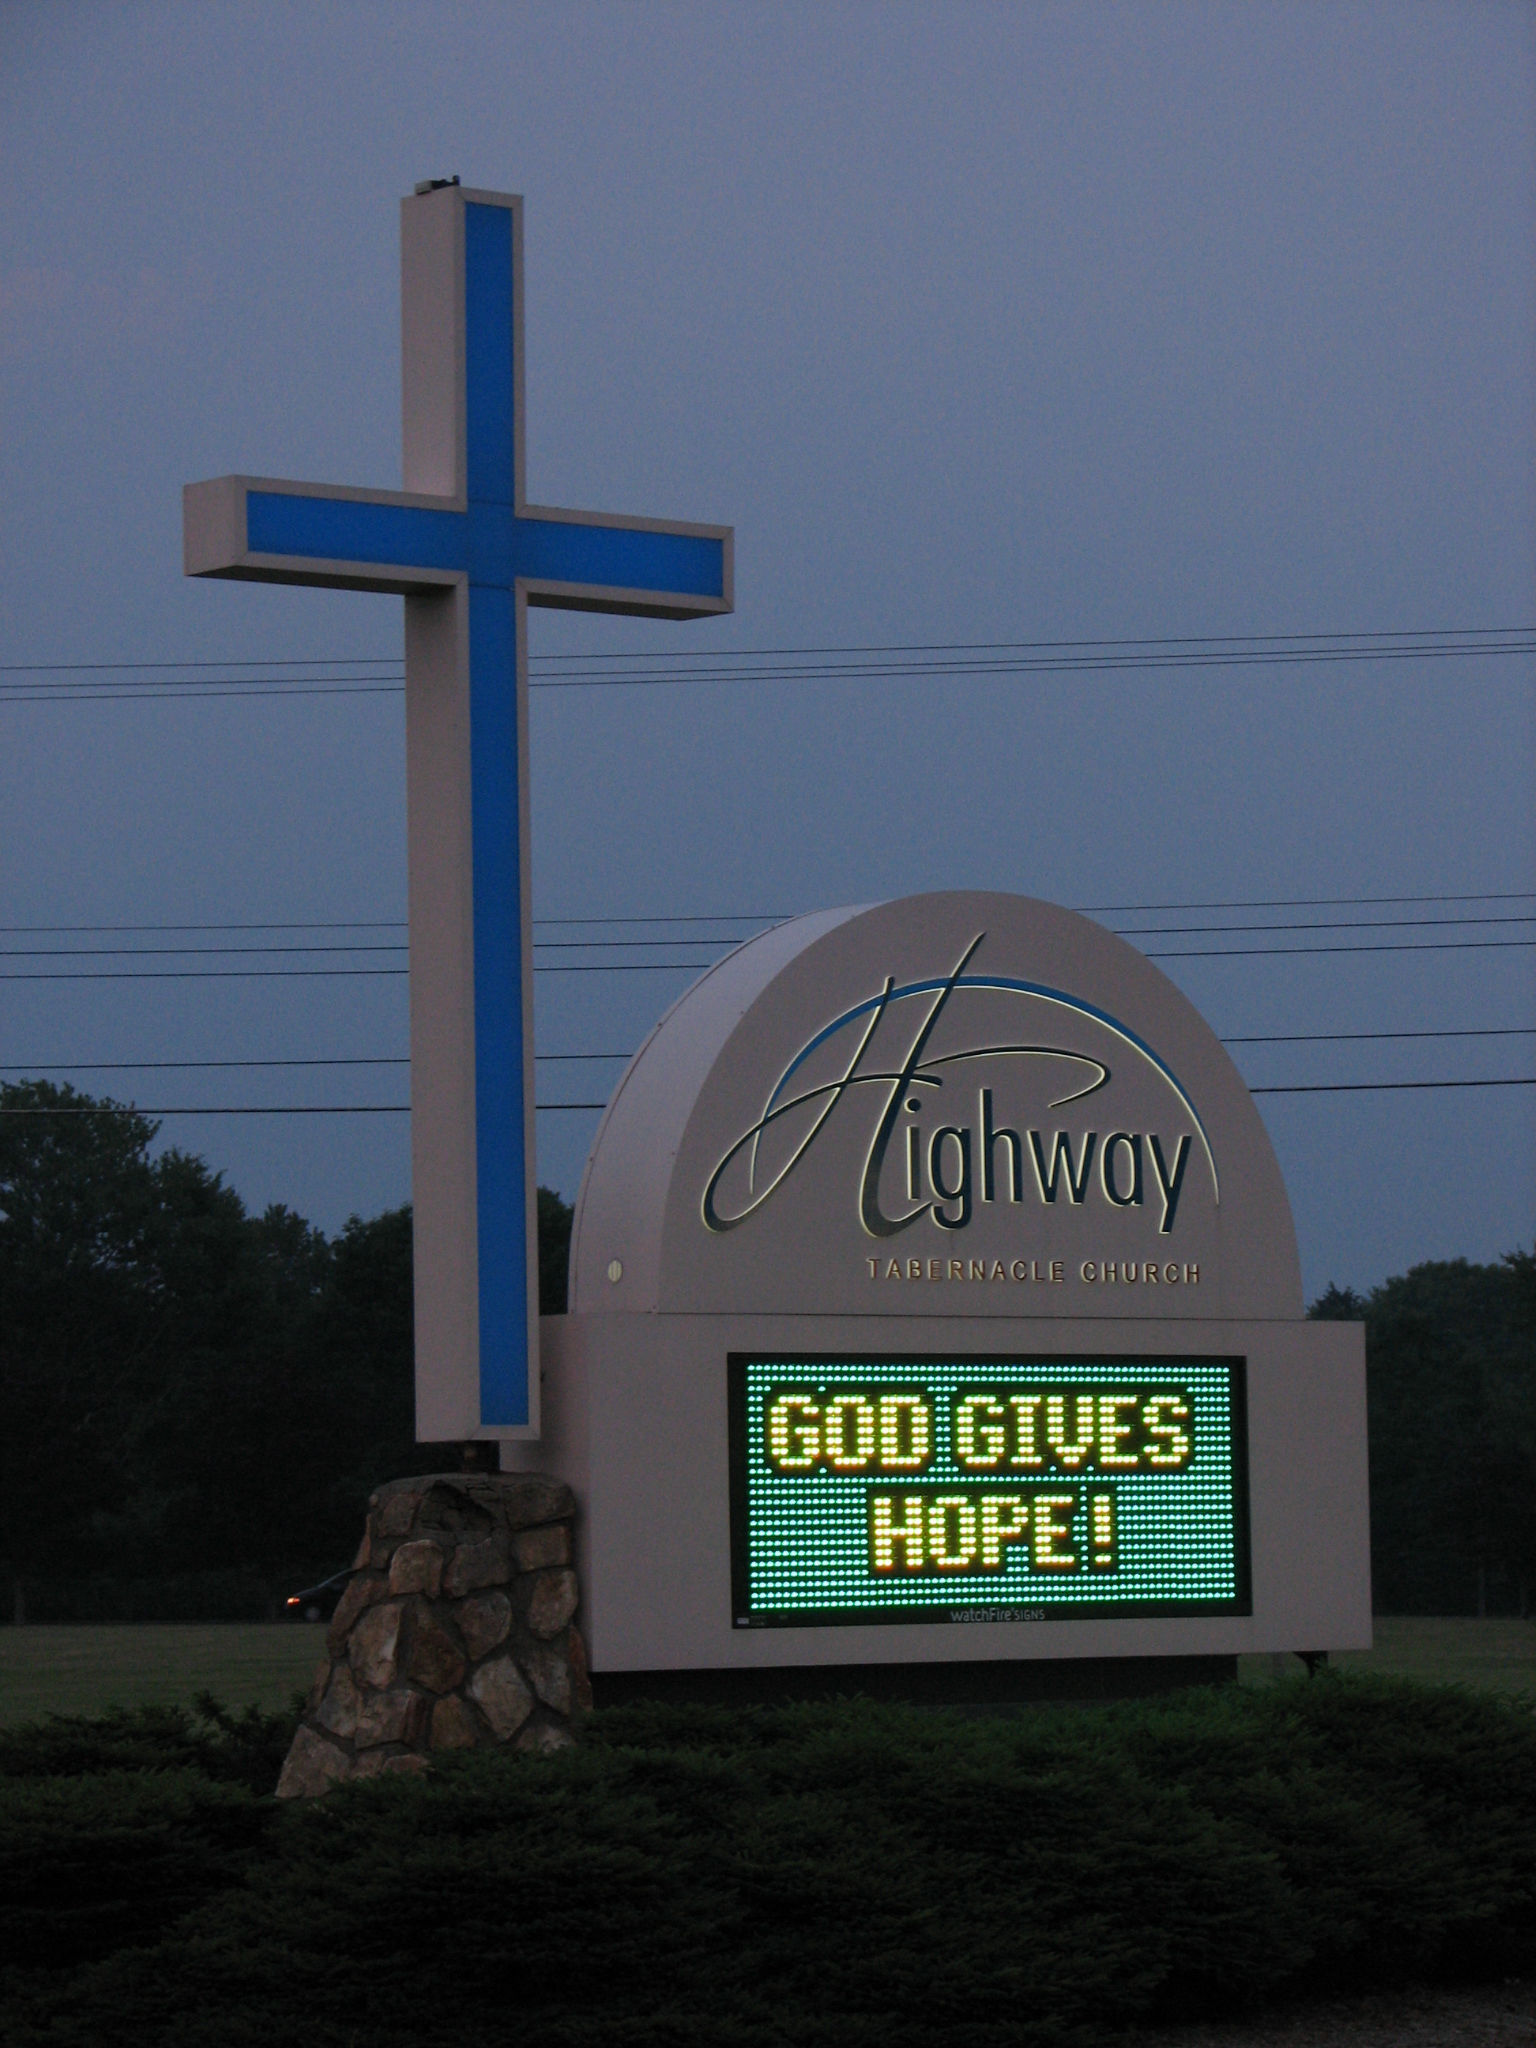 Highway
TABERNACLE CHURCH
GOD GIVES
HOPE!
watchFire SIGNS